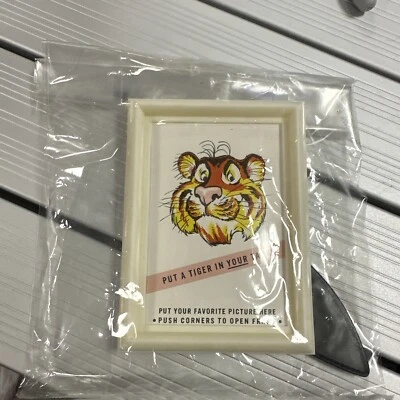 PUT A TIGER IN YOUR T
PUT YOUR FAVORITE PICTURE HERE
• PUSH CORNERS TO OPEN FRAME •